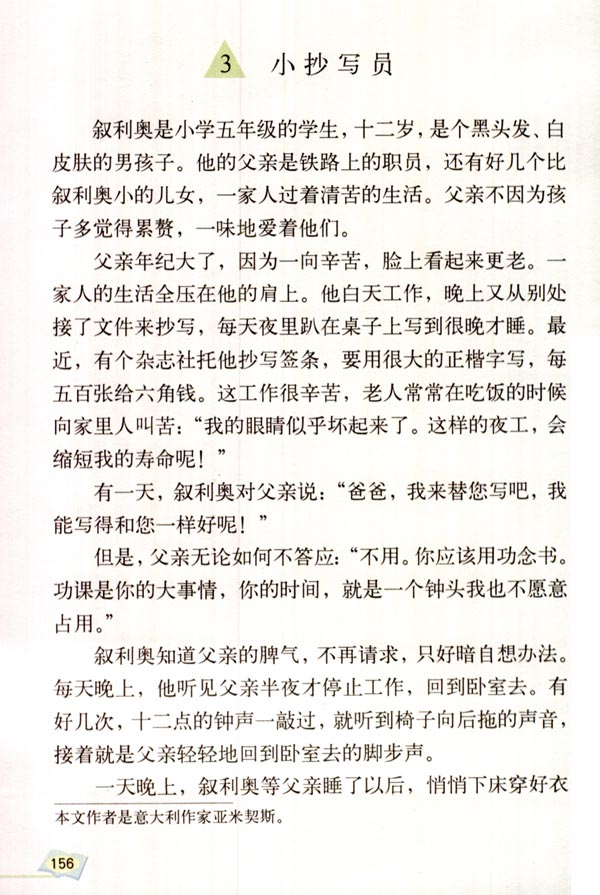 3 小抄写员
叙利奥是小学五年级的学生，十二岁，是个黑头发、白
皮肤的男孩子。他的父亲是铁路上的职员，还有好几个比
叙利奥小的儿女，一家人过着清苦的生活。父亲不因为孩
子多觉得累赘，一味地爱着他们。
父亲年纪大了，因为一向辛苦，脸上看起来更老。一
家人的生活全压在他的肩上。他白天工作，晚上又从别处
接了文件来抄写，每天夜里趴在桌子上写到很晚才睡。最
近，有个杂志社托他抄写签条，要用很大的正楷字写，每
五百张给六角钱。这工作很辛苦，老人常常在吃饭的时候
向家里人叫苦：“我的眼睛似乎坏起来了。这样的夜工，会
缩短我的寿命呢！”
有一天，叙利奥对父亲说：“爸爸，我来替您写吧，我
能写得和您一样好呢！”
但是，父亲无论如何不答应：“不用。你应该用功念书。
功课是你的大事情，你的时间，就是一个钟头我也不愿意
占用。”
叙利奥知道父亲的脾气，不再请求，只好暗自想办法。
每天晚上，他听见父亲半夜才停止工作，回到卧室去。有
好几次，十二点的钟声一敲过，就听到椅子向后拖的声音，
接着就是父亲轻轻地回到卧室去的脚步声。
一天晚上，叙利奥等父亲睡了以后，悄悄下床穿好衣
本文作者是意大利作家亚米契斯。
156